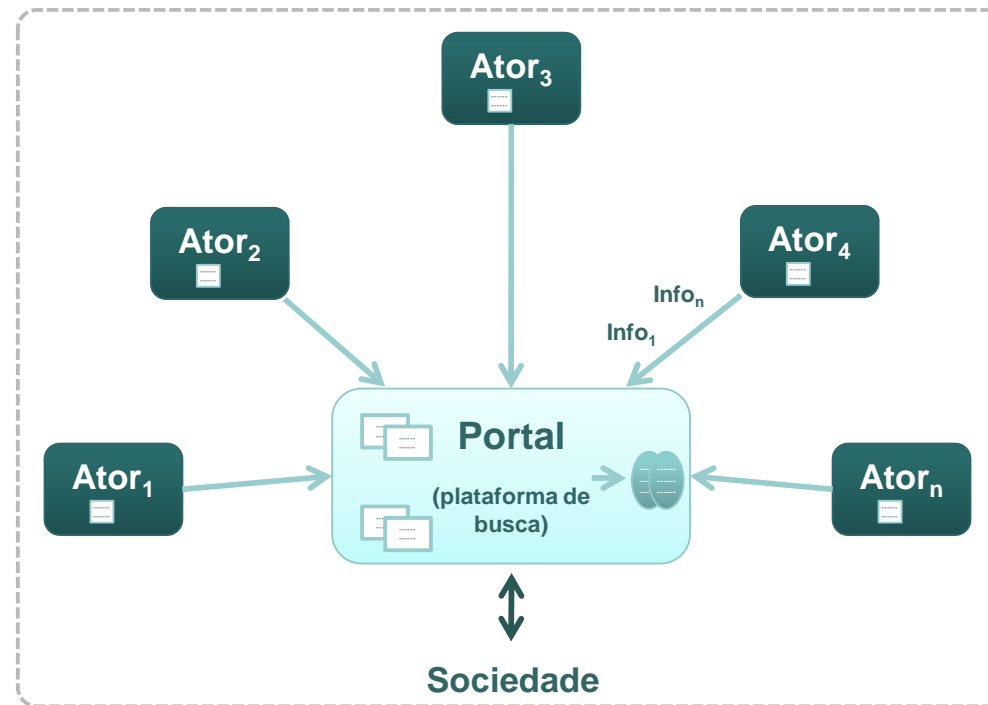 Ator3
Ator2
Ator4
Infon
Info1
Portal
Ator1
Atorn
(plataforma de
busca)
Sociedade